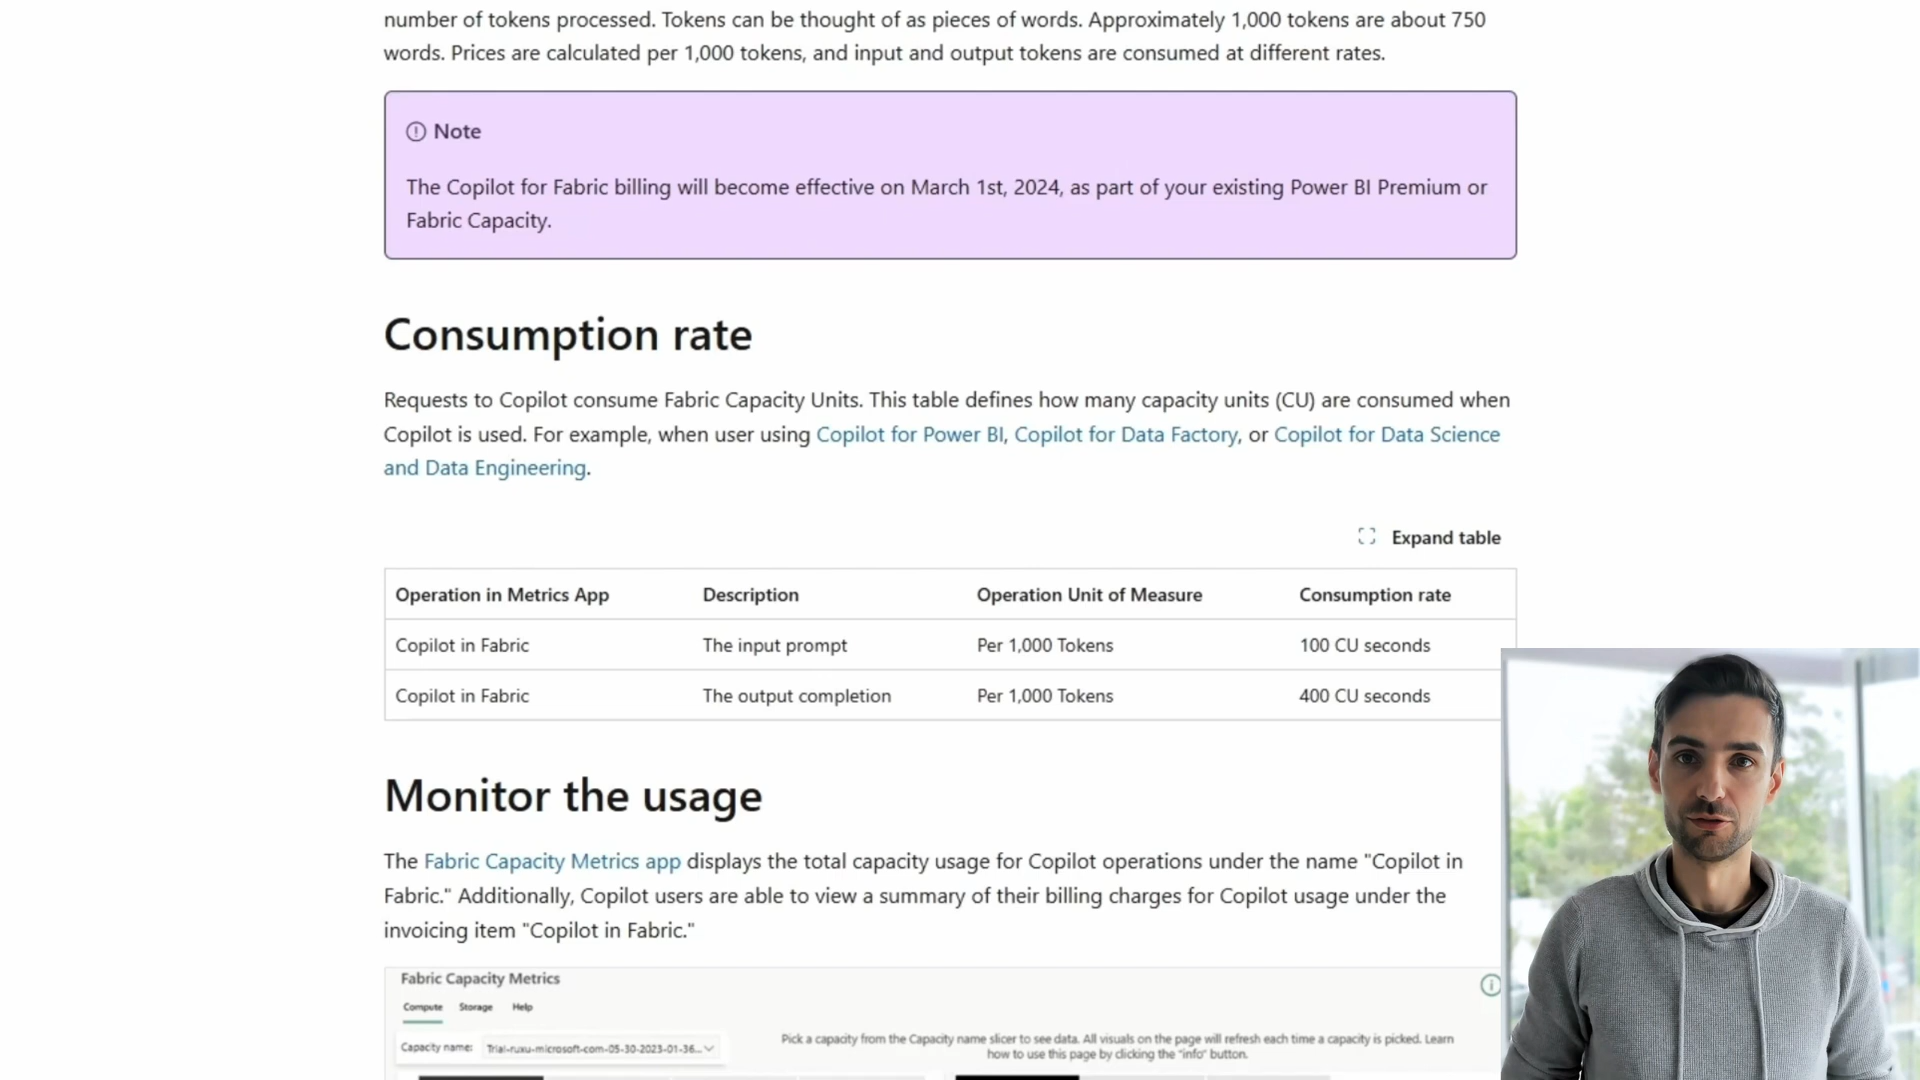 number of tokens processed. Tokens can be thought of as pieces of words. Approximately 1,000 tokens are about 750
words. Prices are calculated per 1,000 tokens, and input and output tokens are consumed at different rates.
Note
The Copilot for Fabric billing will become effective on March 1st, 2024, as part of your existing Power BI Premium or
Fabric Capacity.
Consumption rate
Requests to Copilot consume Fabric Capacity Units. This table defines how many capacity units (CU) are consumed when
Copilot is used. For example, when user using Copilot for Power BI, Copilot for Data Factory, or Copilot for Data Science
and Data Engineering.
Expand table
Operation in Metrics App Description Operation Unit of Measure Consumption rate
Copilot in Fabric The input prompt Per 1,000 Tokens 100 CU seconds
Copilot in Fabric The output completion Per 1,000 Tokens 400 CU seconds
Monitor the usage
The Fabric Capacity Metrics app displays the total capacity usage for Copilot operations under the name "Copilot in
Fabric." Additionally, Copilot users are able to view a summary of their billing charges for Copilot usage under the
invoicing item "Copilot in Fabric."
Fabric Capacity Metrics
Compute Storage Help
Capacity name: Trial-ruxu-microsoft-com-05-30-2023-01-36...
Pick a capacity from the Capacity name slicer to see data. All visuals on the page will refresh each time a capacity is picked. Learn
how to use this page by clicking the "info" button.